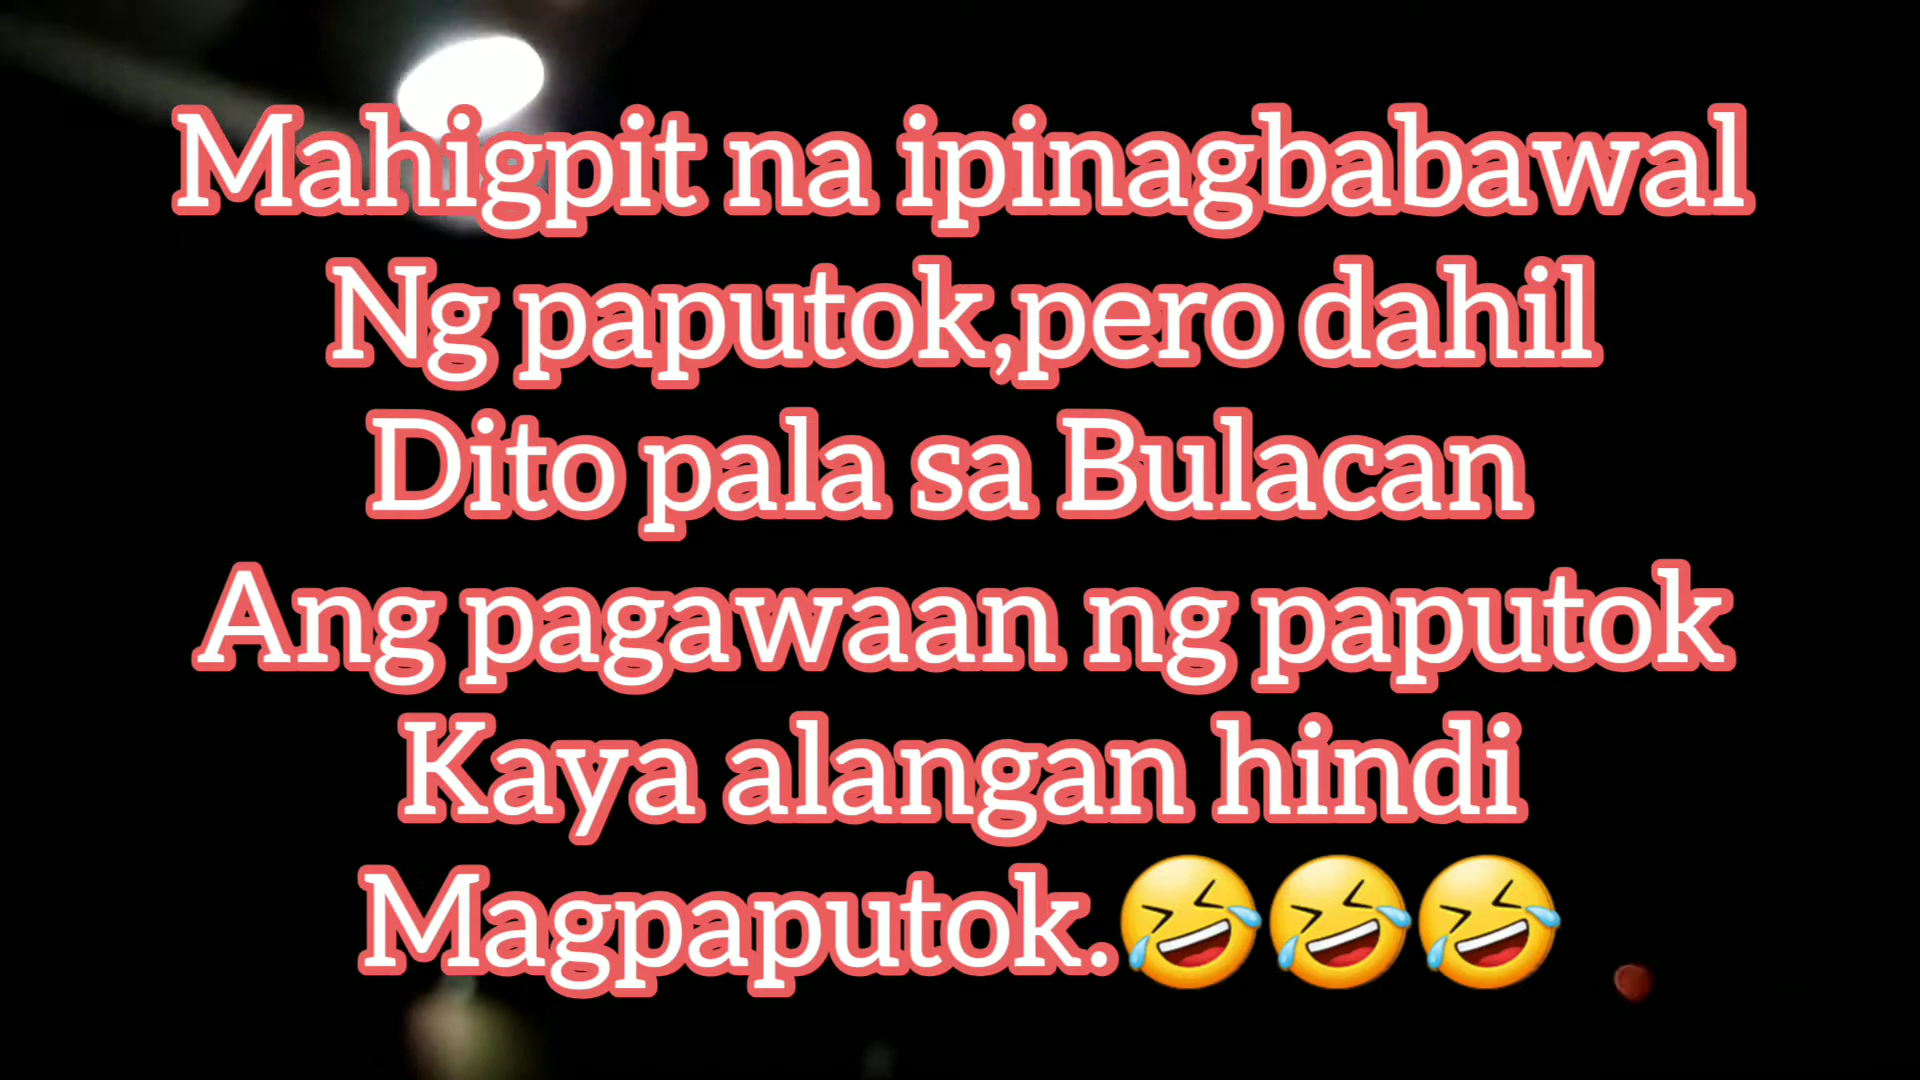 Mahigpit na ipinagbabawal
Ng paputok,pero dahil
Dito pala sa Bulacan
Ang pagawaan ng paputok
Kaya alangan hindi
Magpaputok.🤣🤣🤣